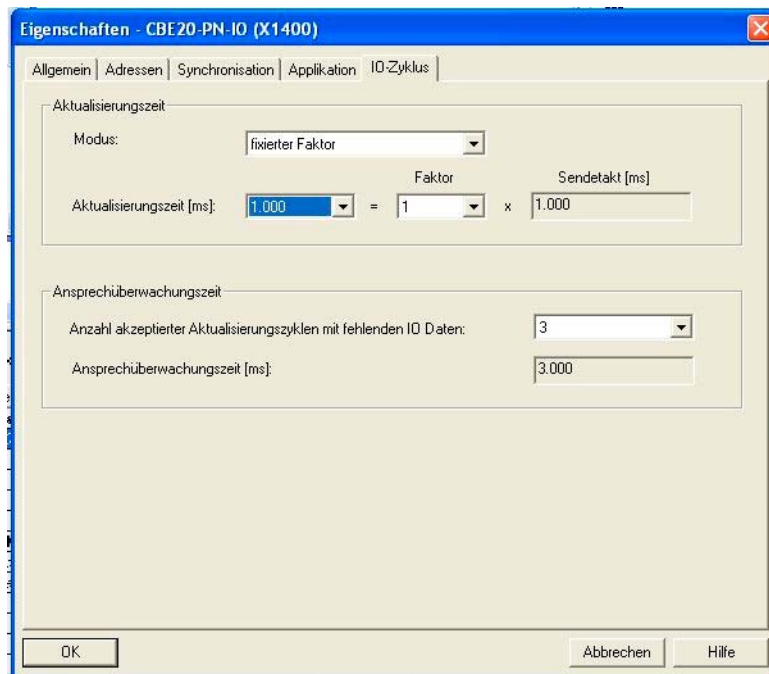 Eigenschaften - CBE20-PN-IO (X1400)
Allgemein Adressen Synchronisation Applikation IO-Zyklus
Aktualisierungszeit
Modus: fixierter Faktor
Faktor Sendetakt [ms]
Aktualisierungszeit [ms]: 1.000 = 1 x 1.000
Ansprechüberwachungszeit
Anzahl akzeptierter Aktualisierungszyklen mit fehlenden IO Daten: 3
Ansprechüberwachungszeit [ms]: 3.000
OK Abbrechen Hilfe